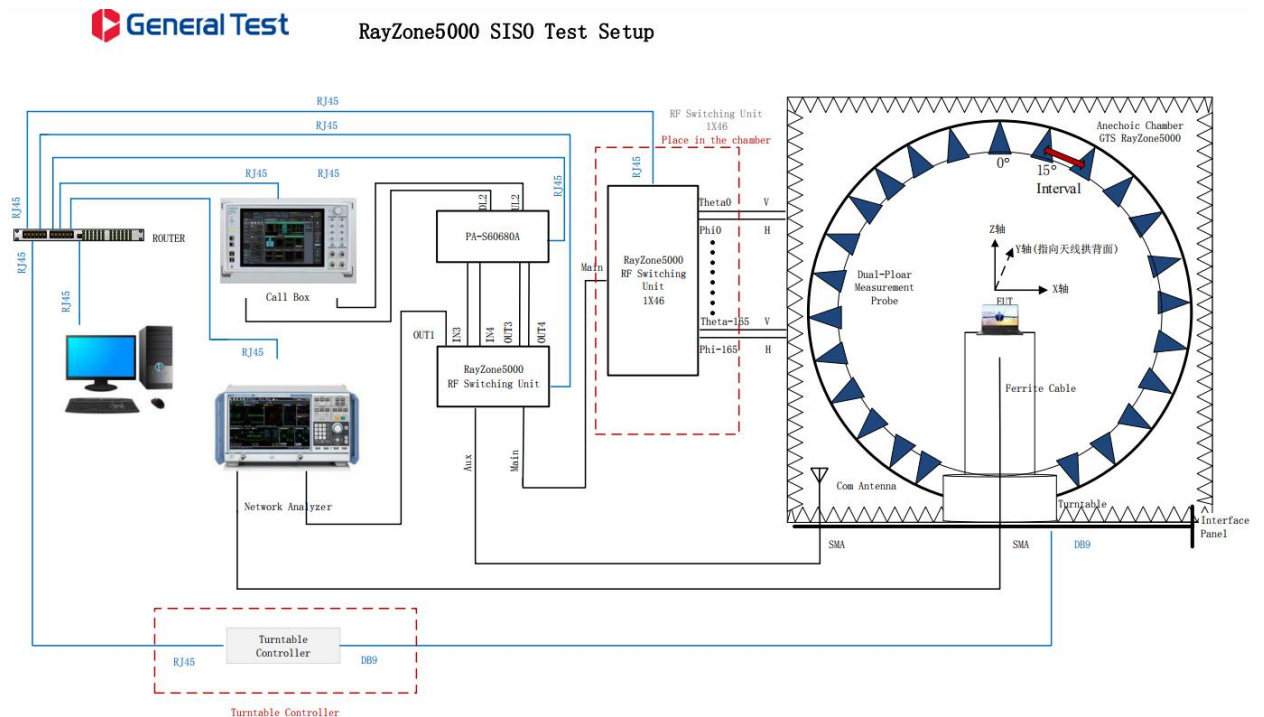 General Test
RayZone5000 SISO Test Setup
RJ45
RJ45
RJ45
RJ45
RJ45
RJ45
RJ45
RJ45
RJ45
RJ45
ROUTER
Call Box
DL2
UL2
PA-S60680A
OUT1
IN3
IN4
OUT3
OUT4
RayZone5000
RF Switching Unit
Aux
Main
Network Analyzer
RF Switching Unit
1X46
Place in the chamber
Main
RayZone5000
RF Switching
Unit
1X46
Theta0 V
Phi0 H
Theta-165 V
Phi-165 H
Anechoic Chamber
GTS RayZone5000
0°
15°
Interval
Z轴
Y轴(指向天线拱背面)
X轴
Dual-Ploar
Measurement
Probe
EUT
Ferrite Cable
Com Antenna
Turntable
Interface
Panel
SMA
SMA
DB9
Turntable
Controller
RJ45
DB9
Turntable Controller